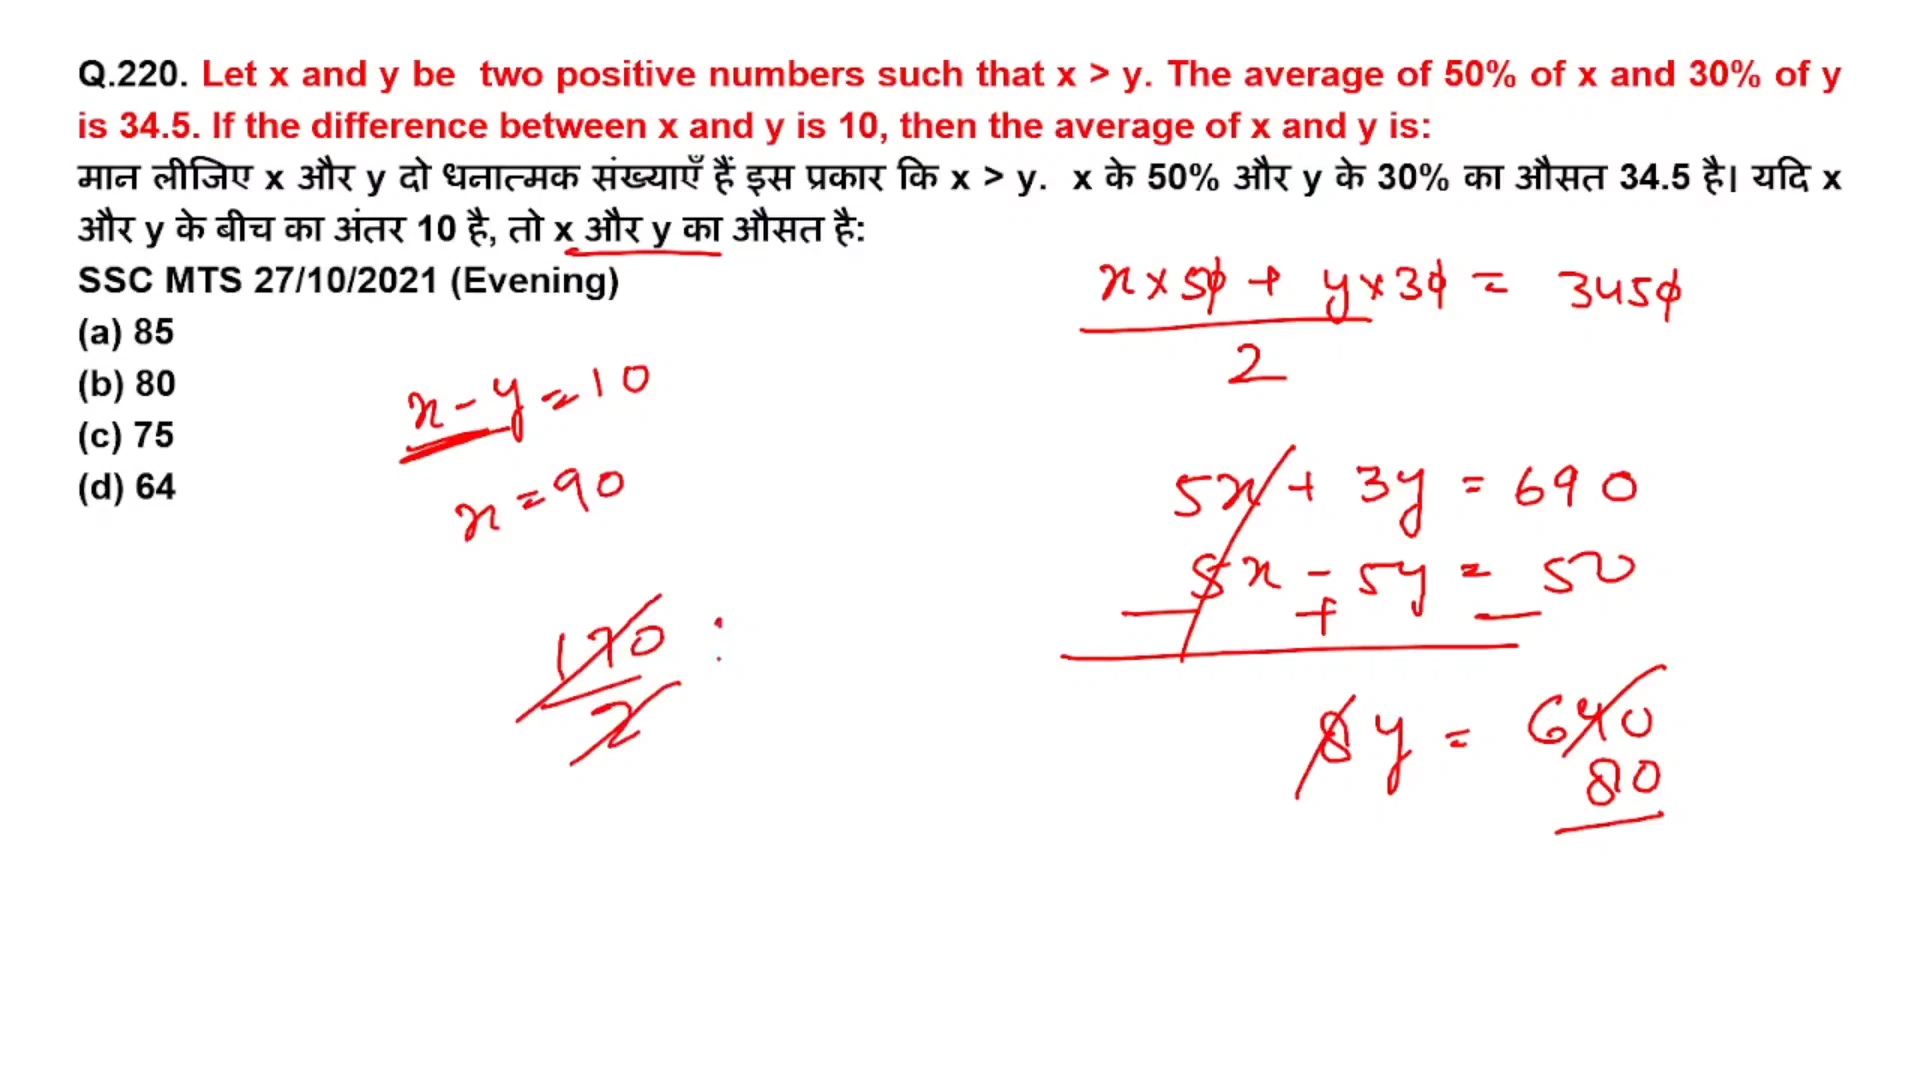 Q.220. Let x and y be two positive numbers such that x > y. The average of 50% of x and 30% of y
is 34.5. If the difference between x and y is 10, then the average of x and y is:
मान लीजिए x और y दो धनात्मक संख्याएँ हैं इस प्रकार कि x > y. x के 50% और y के 30% का औसत 34.5 है। यदि x
और y के बीच का अंतर 10 है, तो x और y का औसत है:
SSC MTS 27/10/2021 (Evening)
(a) 85
(b) 80
(c) 75
(d) 64
x - y = 10
x = 90
170
2
x × 50 + y × 30 = 3450
2
5x + 3y = 690
5x - 5y = 50
- + -
8y = 640
80